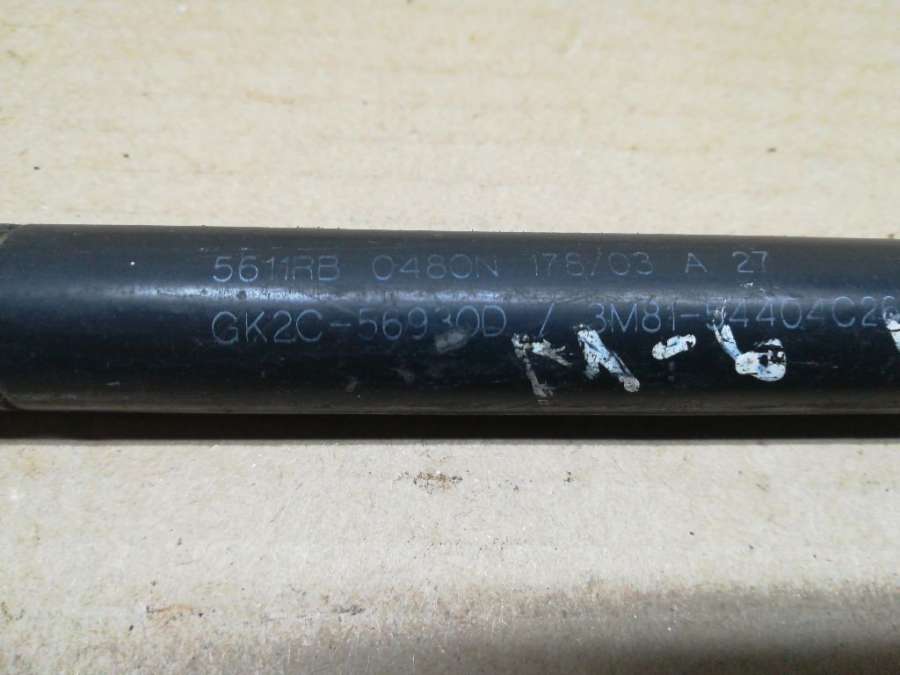 5611RB 0480N 178/03 A 27
GK2C-56930D / 3M81-54404C26